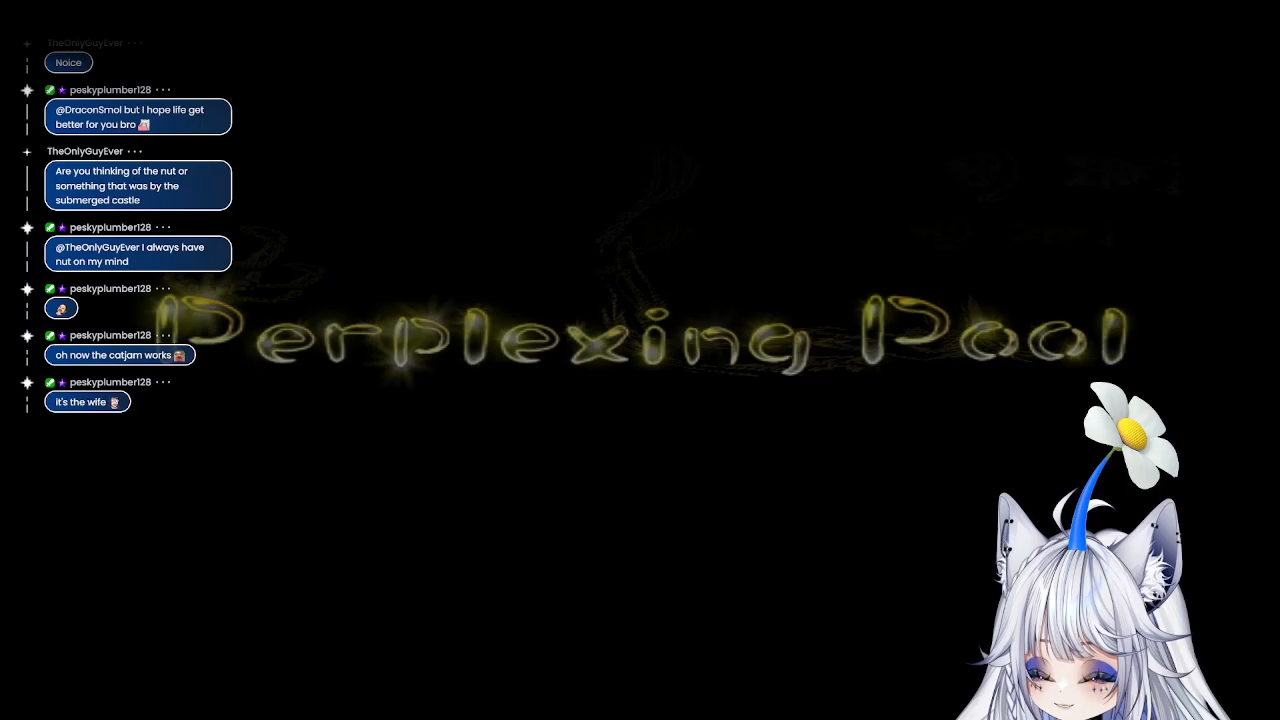 TheOnlyGuyEver
Noice
peskyplumber128
@DraconSmol but I hope life get
better for you bro
TheOnlyGuyEver
Are you thinking of the nut or
something that was by the
submerged castle
peskyplumber128
@TheOnlyGuyEver I always have
nut on my mind
peskyplumber128
peskyplumber128
oh now the catjam works
peskyplumber128
it's the wife
Perplexing Pool